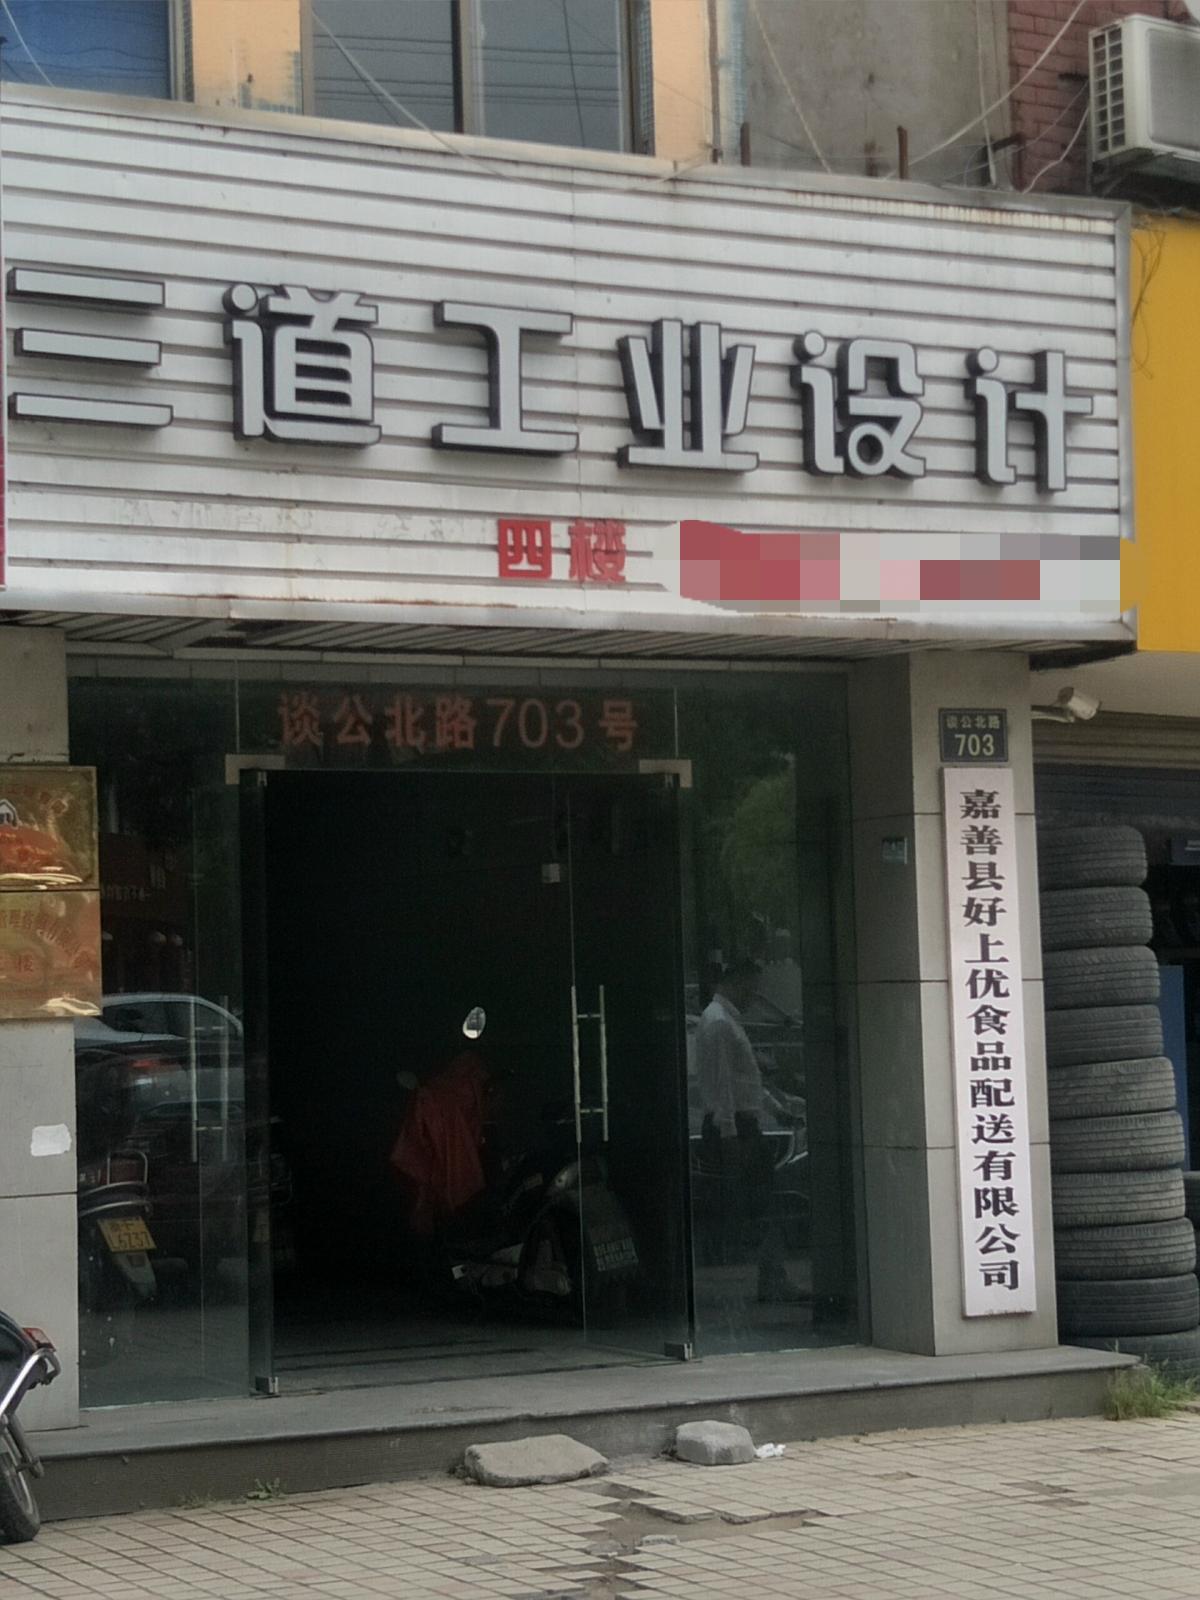 三道工业设计
四楼
谈公北路703号
谈公北路
703
嘉善县好上优食品配送有限公司